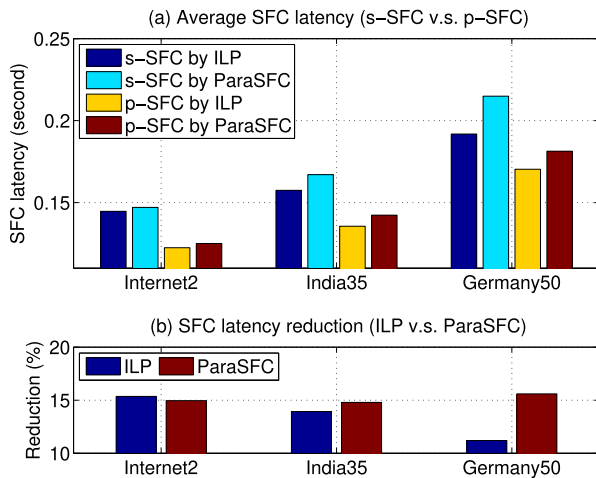 (a) Average SFC latency (s−SFC v.s. p−SFC)
SFC latency (second)
0.25
0.2
0.15
s−SFC by ILP
s−SFC by ParaSFC
p−SFC by ILP
p−SFC by ParaSFC
Internet2 India35 Germany50
(b) SFC latency reduction (ILP v.s. ParaSFC)
Reduction (%)
20
15
10
ILP ParaSFC
Internet2 India35 Germany50